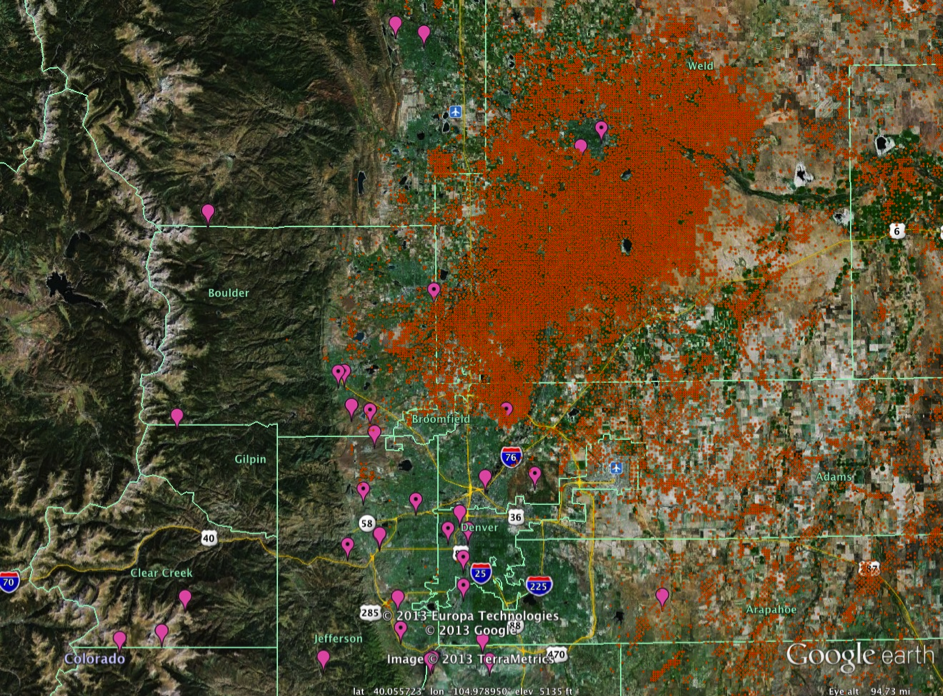 Weld
6
Boulder
Broomfield
76
Gilpin
Adams
36
58
Denver
40
70
Clear Creek
25
225
285
© 2013 Europa Technologies
Arapahoe
© 2013 Google
88
Jefferson
Colorado
Image © 2013 TerraMetrics
470
Google earth
lat 40.055723° lon -104.978950° elev 5135 ft
Eye alt 94.73 mi